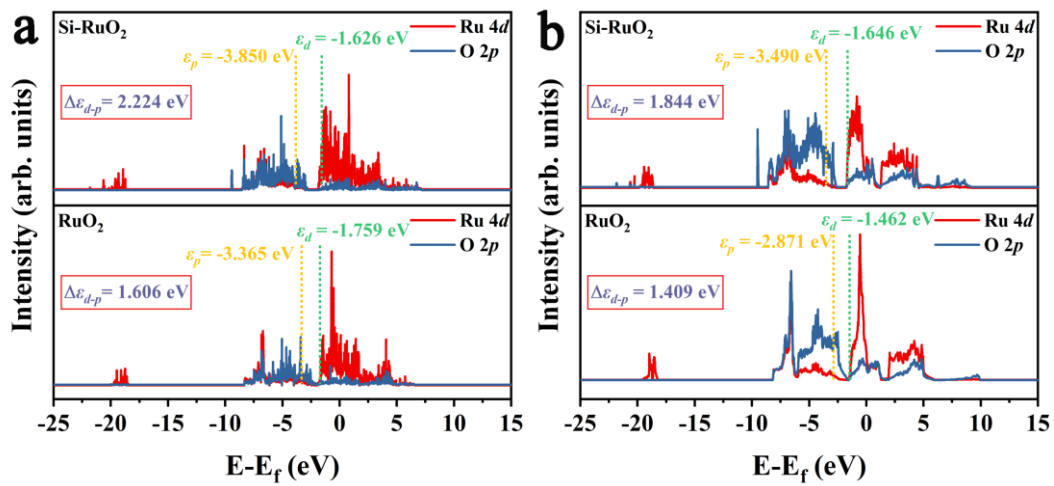 a
Intensity (arb. units)
Si-RuO₂
εd = -1.626 eV
Ru 4d
εp = -3.850 eV
O 2p
Δεd-p= 2.224 eV
RuO₂
εd = -1.759 eV
Ru 4d
εp = -3.365 eV
O 2p
Δεd-p= 1.606 eV
-25 -20 -15 -10 -5 0 5 10 15
E-Ef (eV)
b
Intensity (arb. units)
Si-RuO₂
εd = -1.646 eV
Ru 4d
εp = -3.490 eV
O 2p
Δεd-p= 1.844 eV
RuO₂
εd = -1.462 eV
Ru 4d
εp = -2.871 eV
O 2p
Δεd-p= 1.409 eV
-25 -20 -15 -10 -5 0 5 10 15
E-Ef (eV)